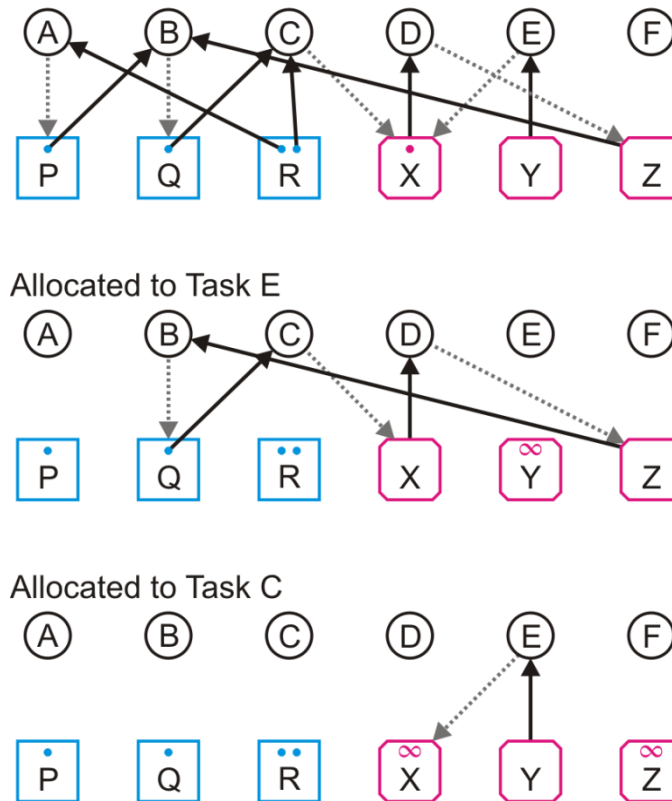 A B C D E F
P Q R X Y Z
Allocated to Task E
A B C D E F
∞
P Q R X Y Z
Allocated to Task C
A B C D E F
∞ ∞
P Q R X Y Z